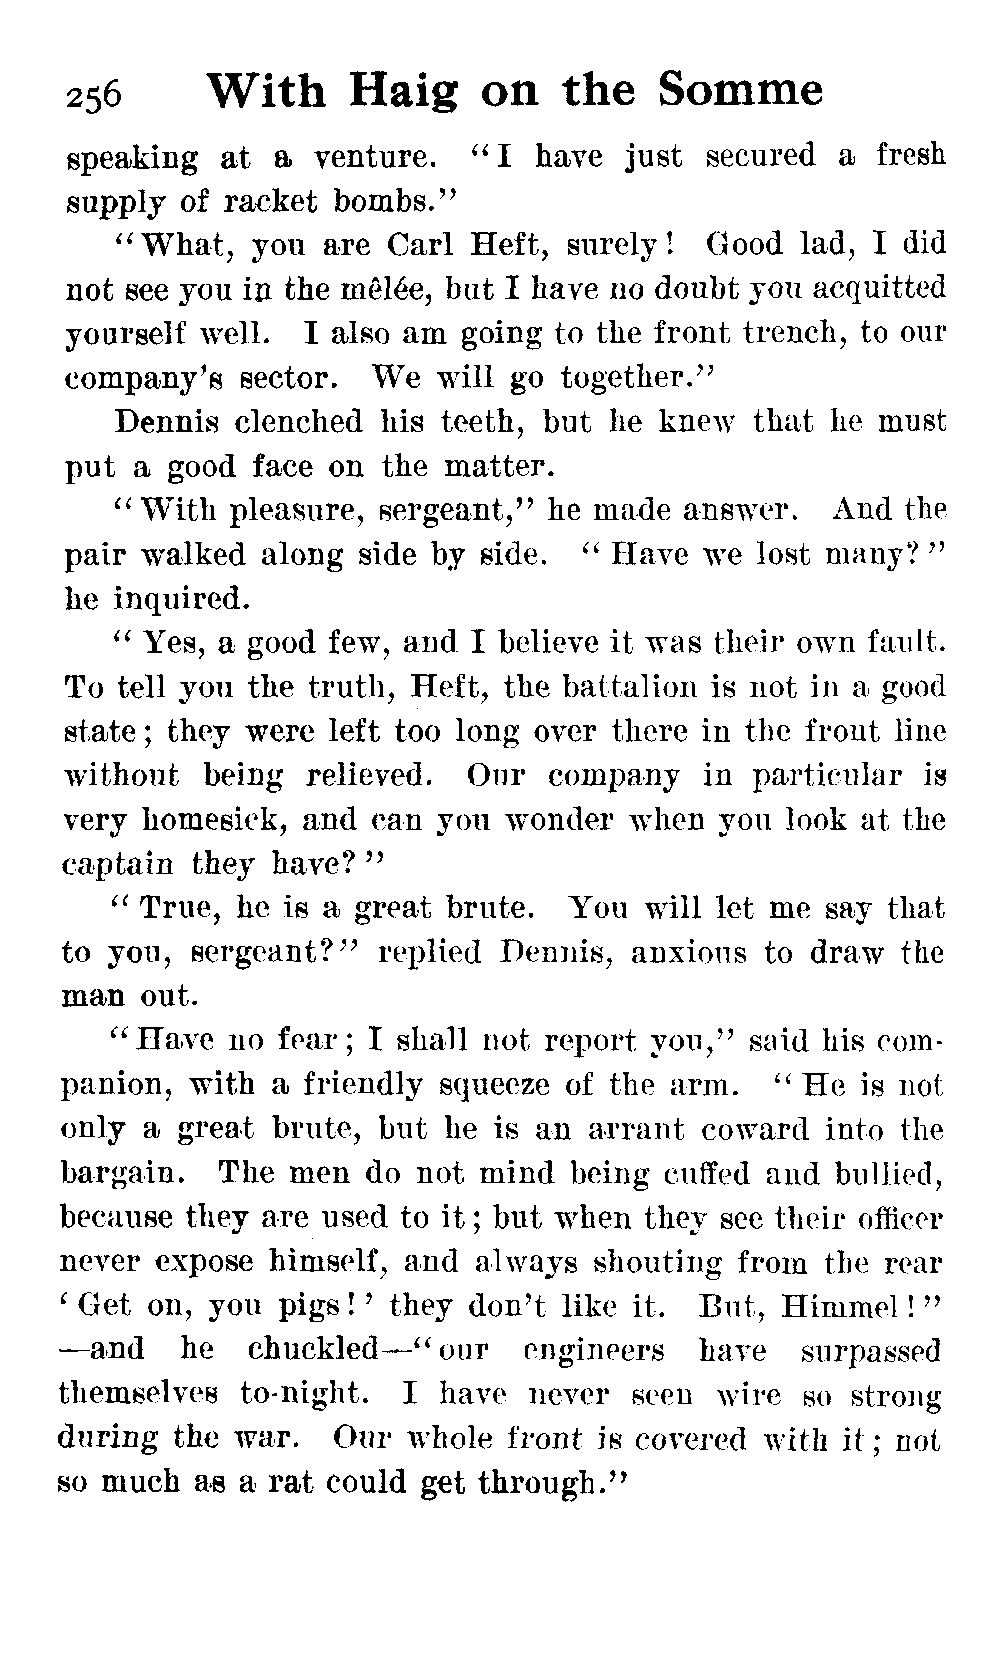 256 With Haig on the Somme
speaking at a venture. "I have just secured a fresh
supply of racket bombs."
"What, you are Carl Heft, surely! Good lad, I did
not see you in the mêlée, but I have no doubt you acquitted
yourself well. I also am going to the front trench, to our
company's sector. We will go together."
Dennis clenched his teeth, but he knew that he must
put a good face on the matter.
"With pleasure, sergeant," he made answer. And the
pair walked along side by side. "Have we lost many?"
he inquired.
"Yes, a good few, and I believe it was their own fault.
To tell you the truth, Heft, the battalion is not in a good
state; they were left too long over there in the front line
without being relieved. Our company in particular is
very homesick, and can you wonder when you look at the
captain they have?"
"True, he is a great brute. You will let me say that
to you, sergeant?" replied Dennis, anxious to draw the
man out.
"Have no fear; I shall not report you," said his com-
panion, with a friendly squeeze of the arm. "He is not
only a great brute, but he is an arrant coward into the
bargain. The men do not mind being cuffed and bullied,
because they are used to it; but when they see their officer
never expose himself, and always shouting from the rear
'Get on, you pigs!' they don't like it. But, Himmel!"
—and he chuckled—"our engineers have surpassed
themselves to-night. I have never seen wire so strong
during the war. Our whole front is covered with it; not
so much as a rat could get through."